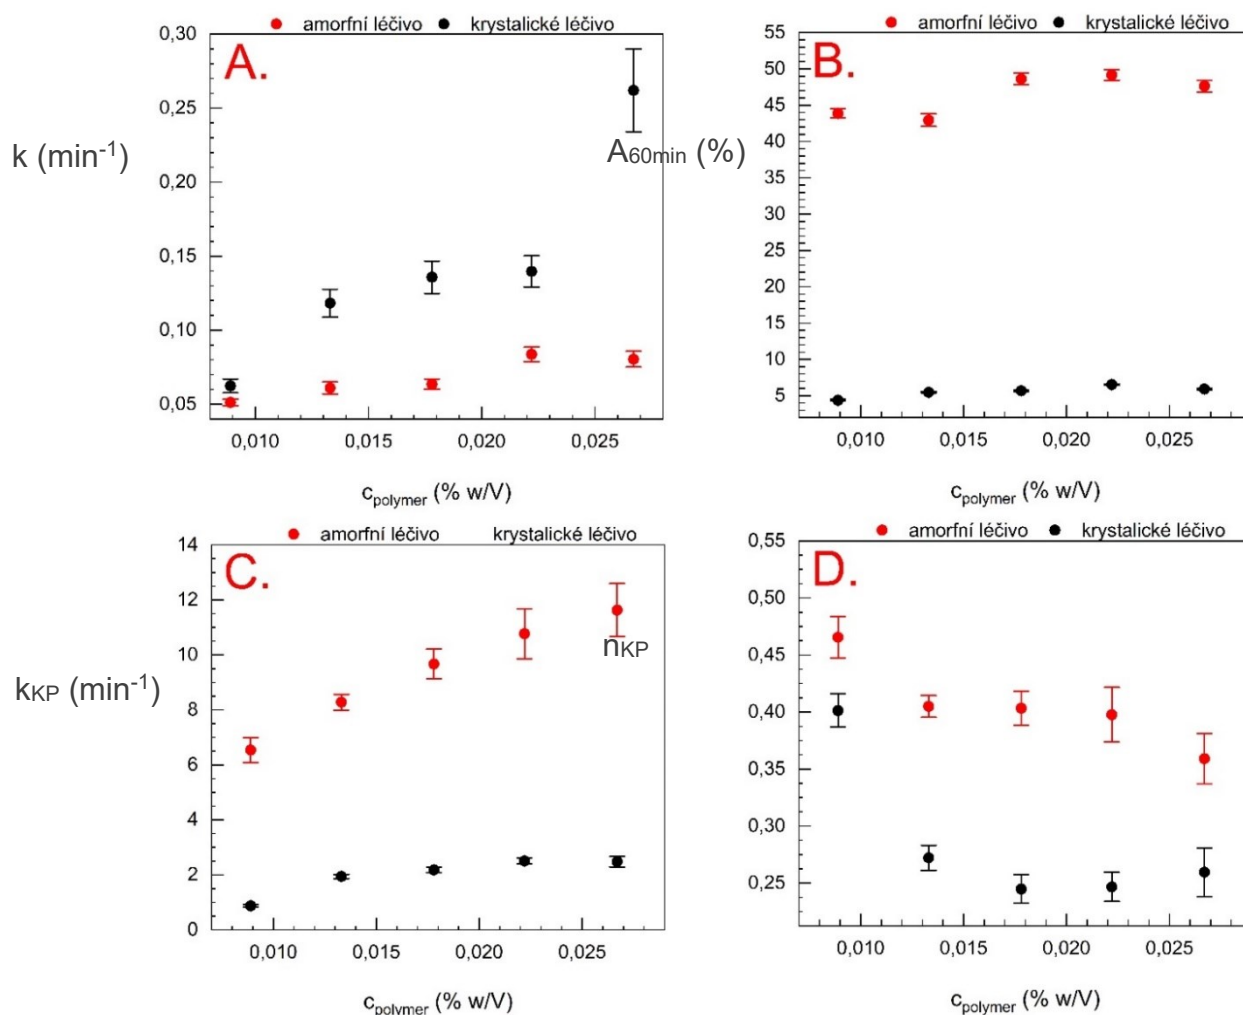 amorfní léčivo krystalické léčivo
A.
k (min-1)
0,30
0,25
0,20
0,15
0,10
0,05
0,010 0,015 0,020 0,025
cpolymer (% w/V)
amorfní léčivo krystalické léčivo
B.
A60min (%)
55
50
45
40
35
30
25
20
15
10
5
0,010 0,015 0,020 0,025
cpolymer (% w/V)
amorfní léčivo krystalické léčivo
C.
kKP (min-1)
14
12
10
8
6
4
2
0
0,010 0,015 0,020 0,025
cpolymer (% w/V)
amorfní léčivo krystalické léčivo
D.
nKP
0,55
0,50
0,45
0,40
0,35
0,30
0,25
0,010 0,015 0,020 0,025
cpolymer (% w/V)